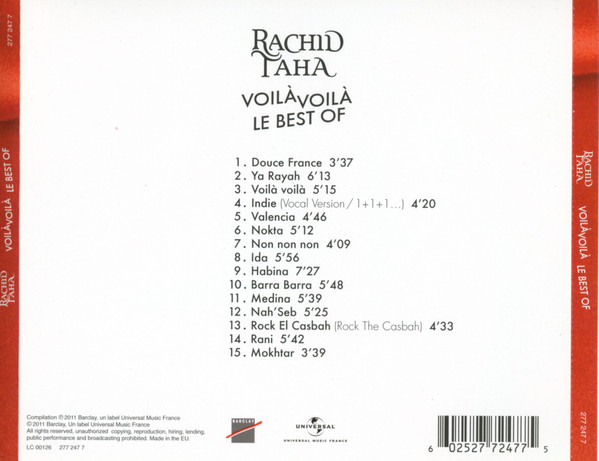 RACHID
TAHA
VOILÀ VOILÀ
LE BEST OF
1. Douce France 3'37
2. Ya Rayah 6'13
3. Voilà voilà 5'15
4. Indie (Vocal Version / 1+1+1...) 4'20
5. Valencia 4'46
6. Nokta 5'12
7. Non non non 4'09
8. Ida 5'56
9. Habina 7'27
10. Barra Barra 5'48
11. Medina 5'39
12. Nah'Seb 5'25
13. Rock El Casbah (Rock The Casbah) 4'33
14. Rani 5'42
15. Mokhtar 3'39
Compilation ℗ 2011 Barclay, un label Universal Music France
© 2011 Barclay, Un label Universal Music France
All rights reserved, unauthorized copying, reproduction, hiring, lending,
public performance and broadcasting prohibited. Made in the EU.
LC 00126 277 247 7
BARCLAY
UNIVERSAL
UNIVERSAL MUSIC FRANCE
6 02527 72477 5
277 247 7
VOILÀ VOILÀ LE BEST OF
RACHID
TAHA
RACHID
TAHA
VOILÀ VOILÀ LE BEST OF
277 247 7